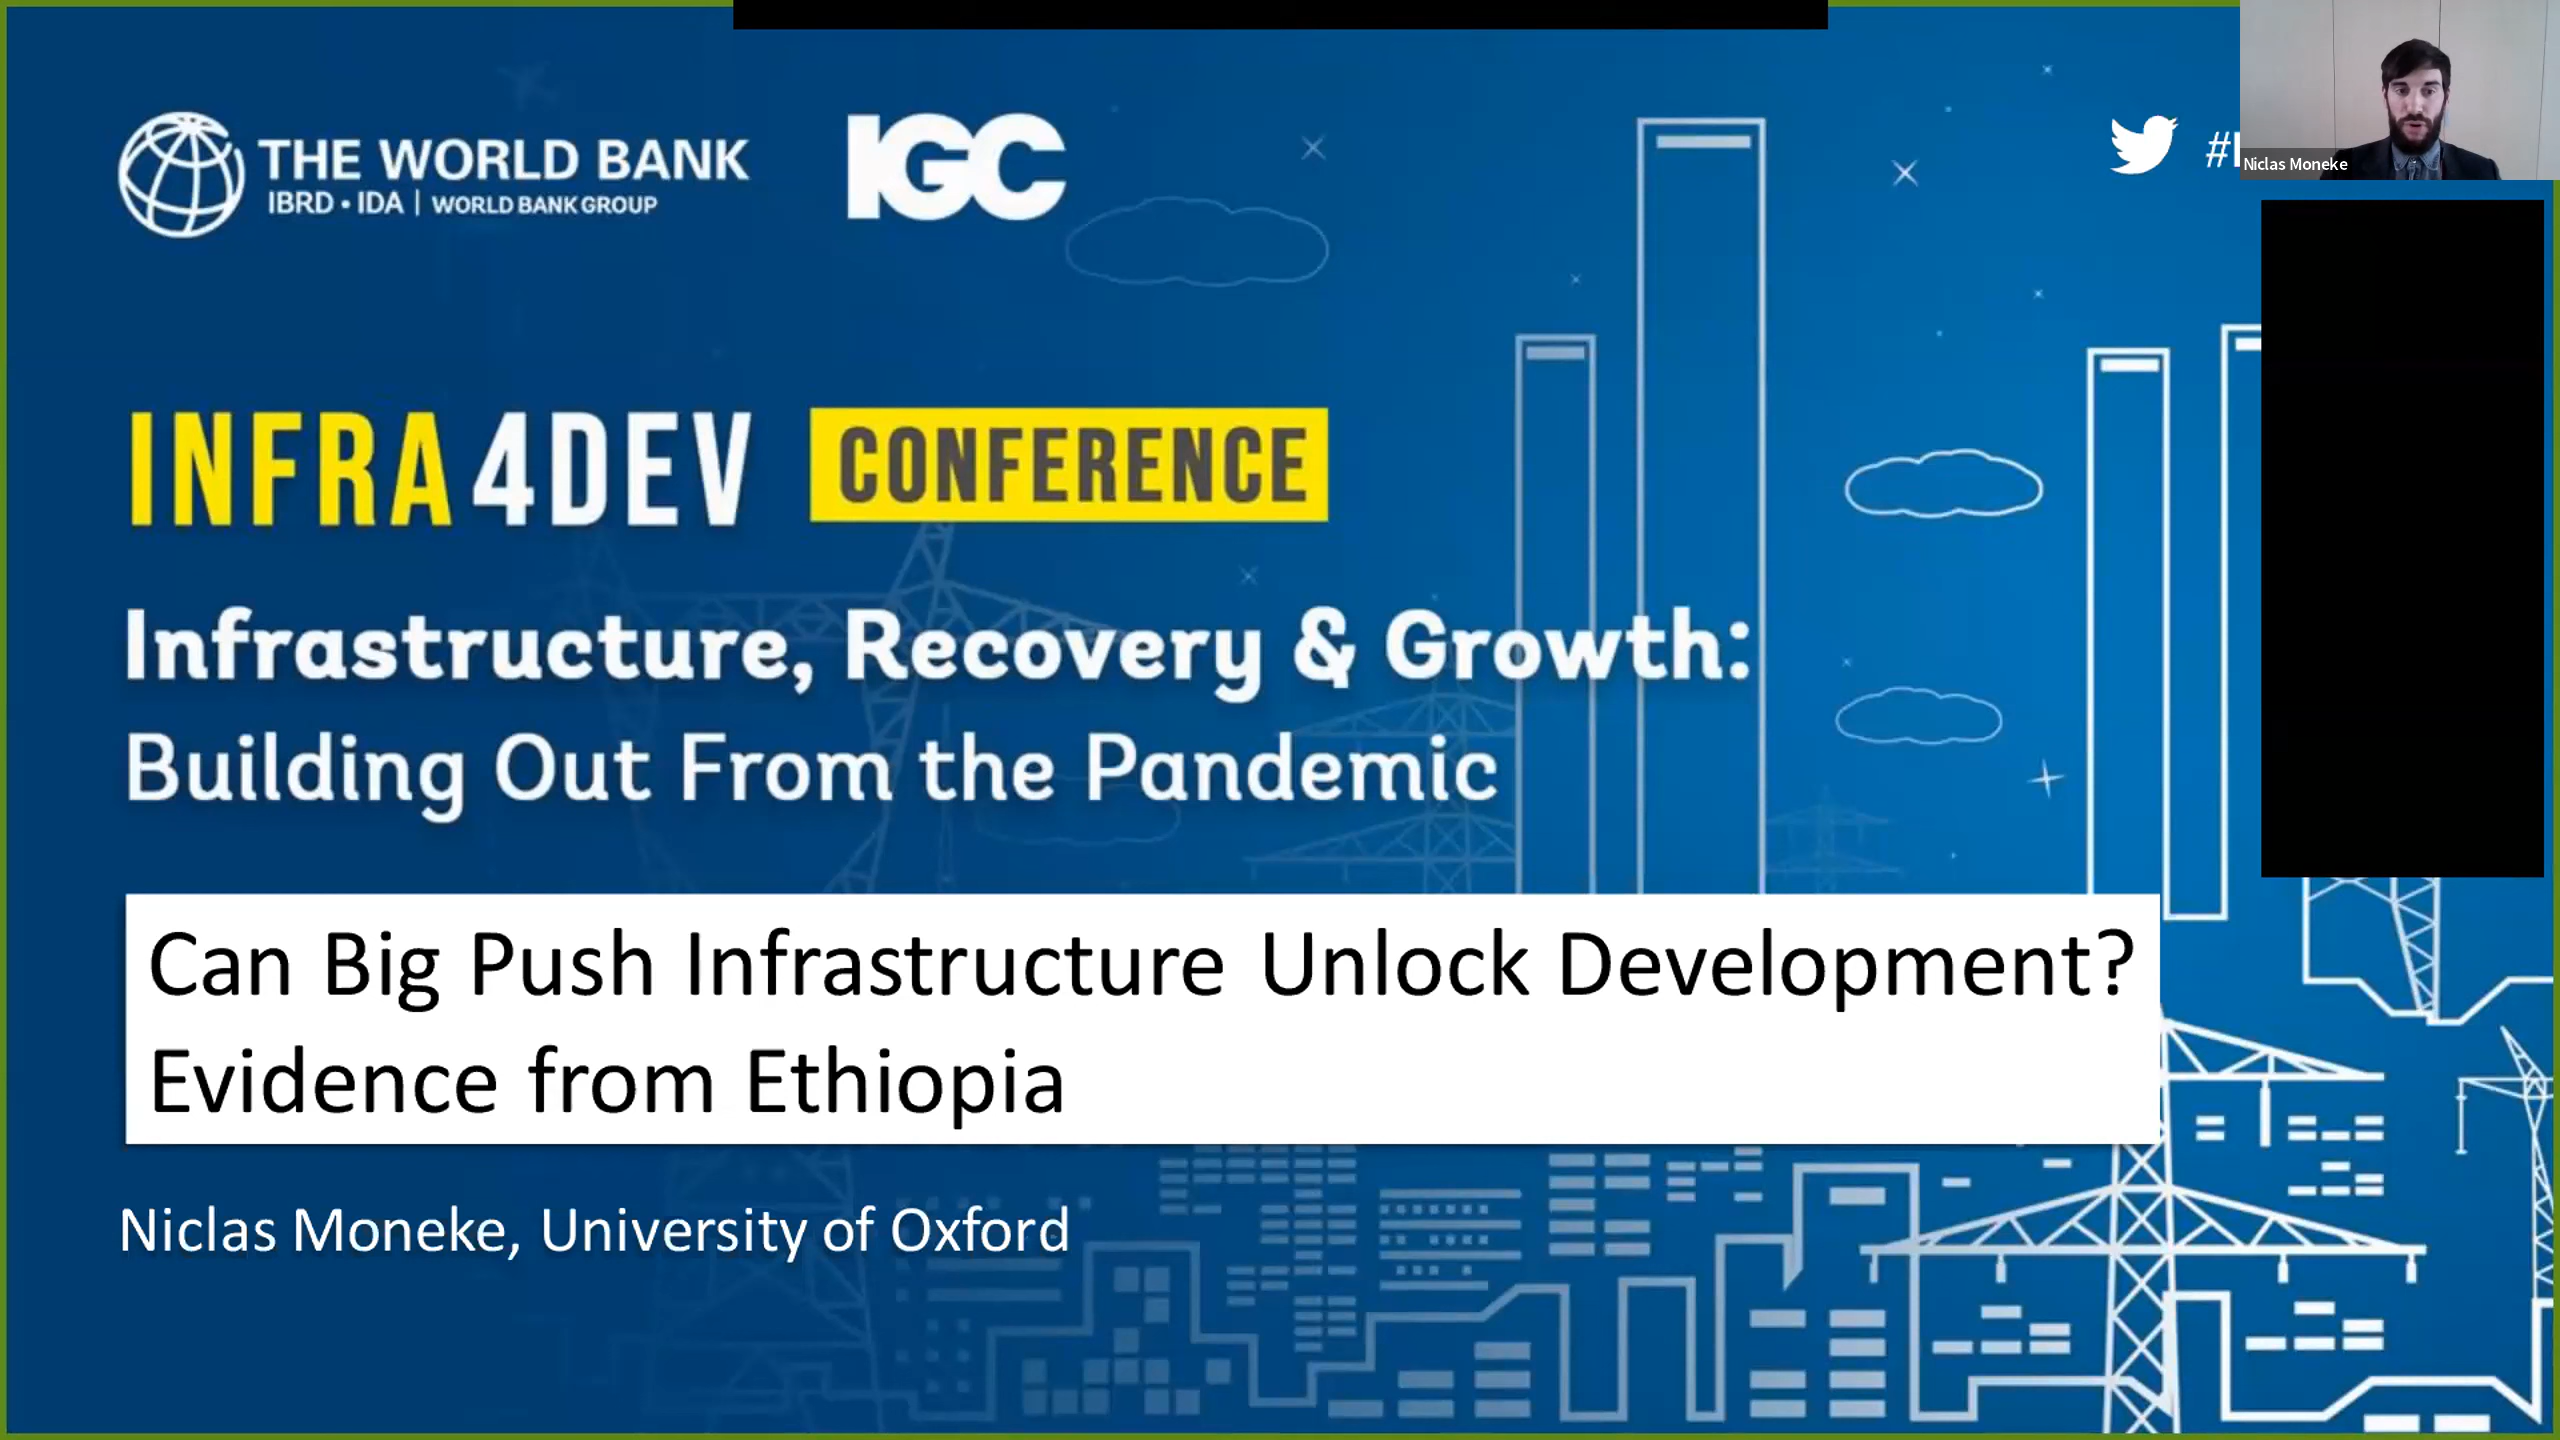 THE WORLD BANK
IBRD • IDA | WORLD BANK GROUP
IGC
#
Niclas Moneke
INFRA4DEV CONFERENCE
Infrastructure, Recovery & Growth:
Building Out From the Pandemic
Can Big Push Infrastructure Unlock Development?
Evidence from Ethiopia
Niclas Moneke, University of Oxford